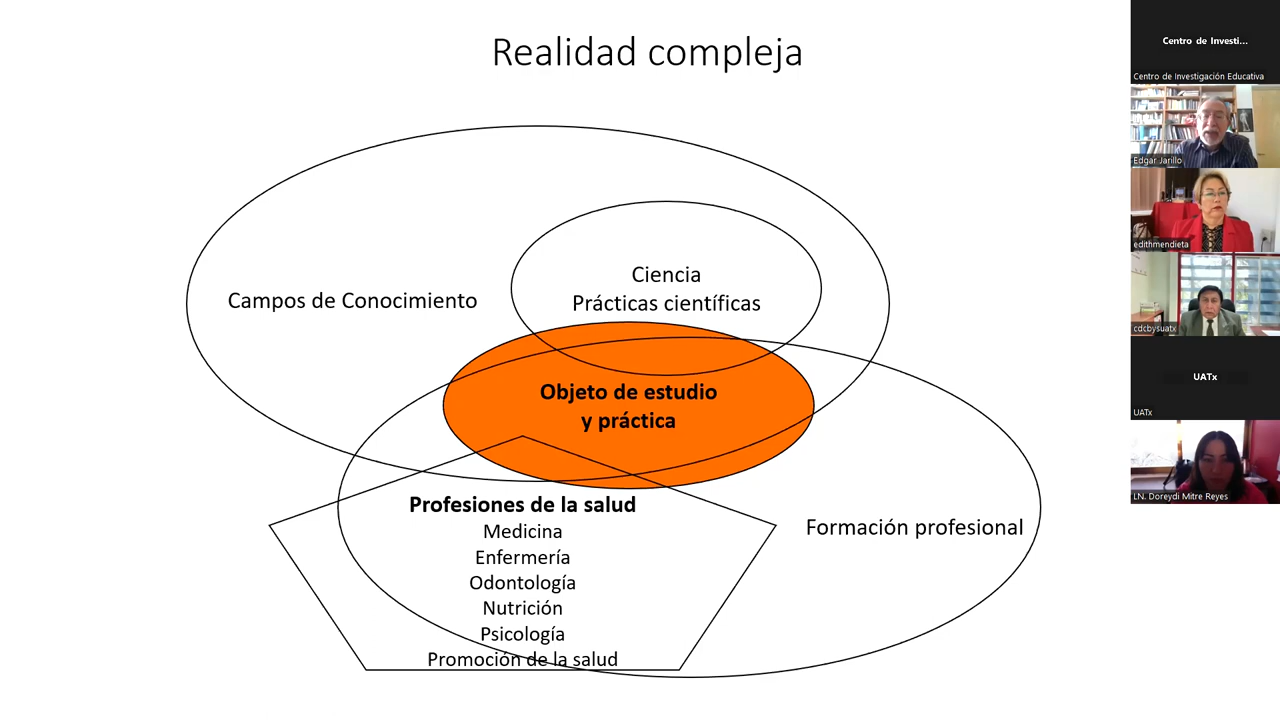 Realidad compleja
Ciencia
Prácticas científicas
Campos de Conocimiento
Objeto de estudio
y práctica
Profesiones de la salud
Medicina
Enfermería
Odontología
Nutrición
Psicología
Promoción de la salud
Formación profesional
Centro de Investi...
Centro de Investigación Educativa
Edgar Jarillo
edithmendieta
cdcbysuatx
UATx
UATx
LN. Doreydi Mitre Reyes